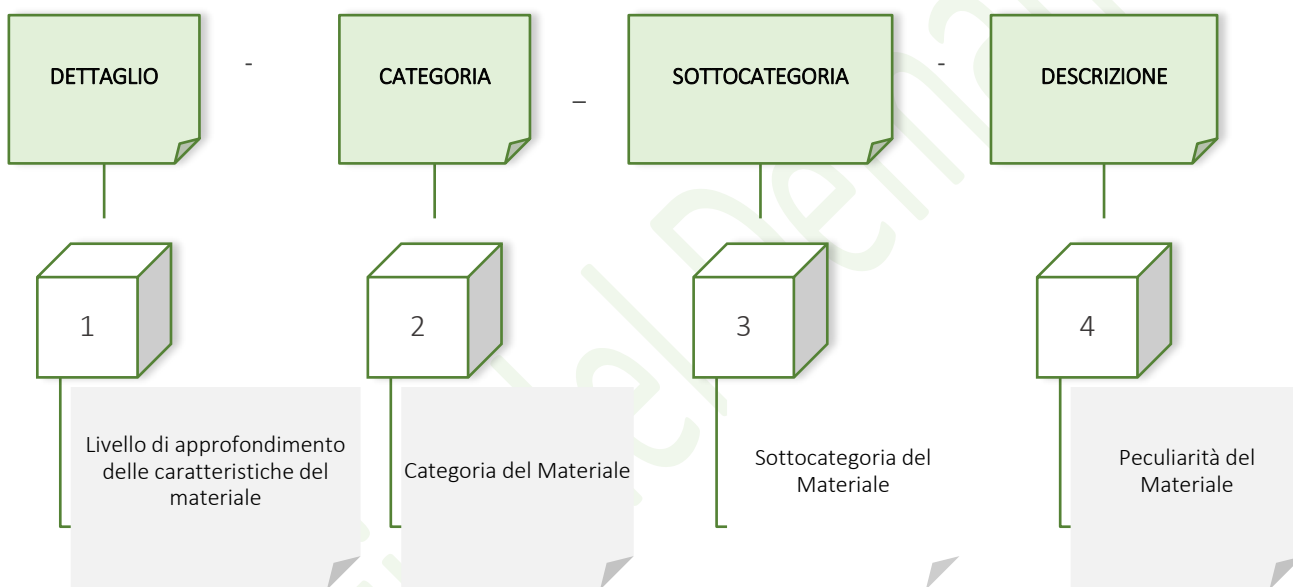 DETTAGLIO - CATEGORIA – SOTTOCATEGORIA - DESCRIZIONE
1 2 3 4
Livello di approfondimento
delle caratteristiche del
materiale
Categoria del Materiale
Sottocategoria del
Materiale
Peculiarità del
Materiale